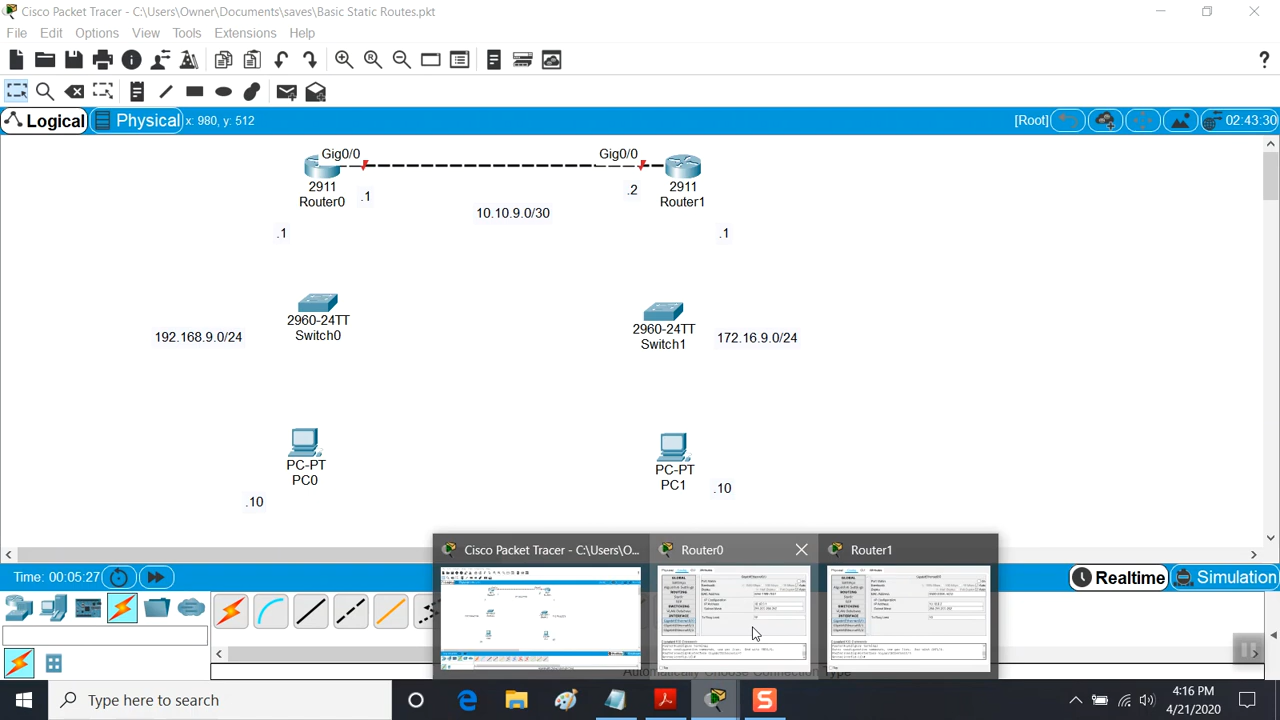 Cisco Packet Tracer - C:\Users\Owner\Documents\saves\Basic Static Routes.pkt
File Edit Options View Tools Extensions Help
Logical Physical x: 980, y: 512 [Root] 02:43:30
Gig0/0 Gig0/0
2911
Router0
.1
.2
2911
Router1
10.10.9.0/30
.1
.1
2960-24TT
Switch0
2960-24TT
Switch1
192.168.9.0/24
172.16.9.0/24
PC-PT
PC0
PC-PT
PC1
.10
.10
Cisco Packet Tracer - C:\Users\O... Router0 Router1
Time: 00:05:27 Realtime Simulation
Automatically Choose Connection Type
Type here to search
4:16 PM
4/21/2020